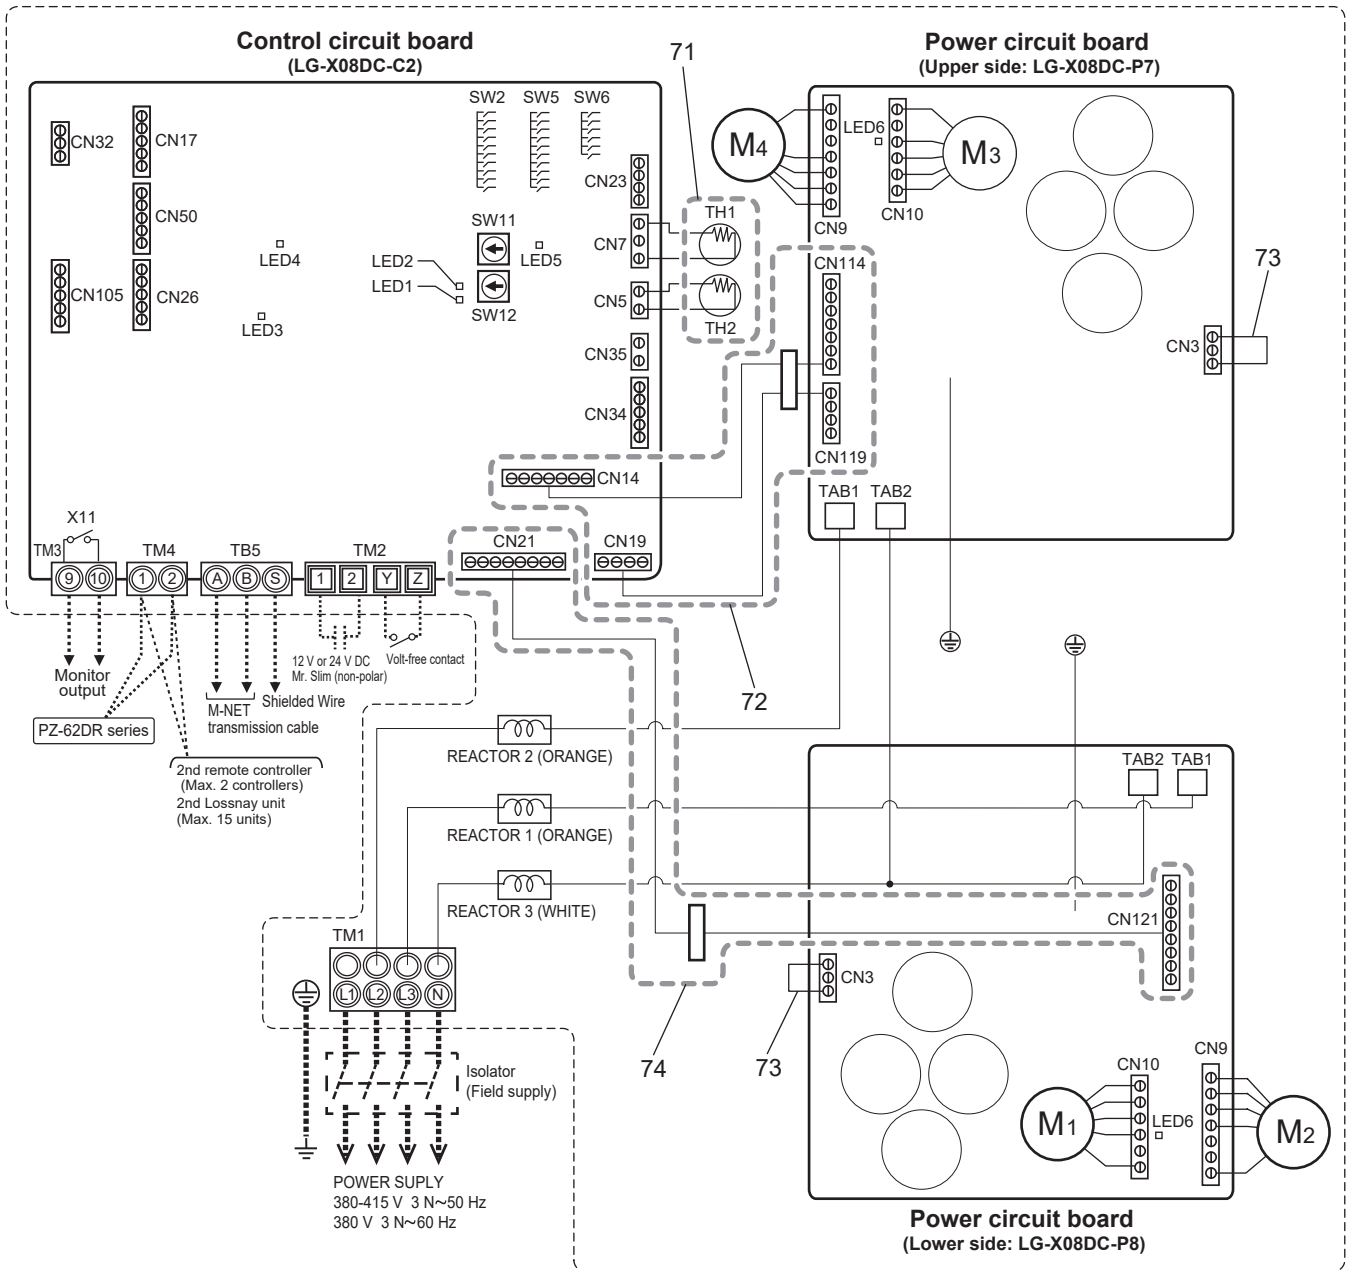 Control circuit board
(LG-X08DC-C2)
Power circuit board
(Upper side: LG-X08DC-P7)
71
SW2
SW5
SW6
CN32
CN17
CN23
CN50
CN7
CN105
CN26
LED4
LED3
LED2
LED1
SW11
SW12
LED5
CN5
CN35
CN34
TH1
TH2
M4
LED6
M3
CN9
CN10
CN114
73
CN3
CN119
CN14
TAB1
TAB2
X11
TM3
TM4
TB5
TM2
CN21
CN19
9
10
1
2
A
B
S
1
2
Y
Z
72
Monitor
output
PZ-62DR series
M-NET
transmission cable
Shielded Wire
12 V or 24 V DC
Mr. Slim (non-polar)
Volt-free contact
2nd remote controller
(Max. 2 controllers)
2nd Lossnay unit
(Max. 15 units)
REACTOR 2 (ORANGE)
REACTOR 1 (ORANGE)
REACTOR 3 (WHITE)
TAB2
TAB1
CN121
TM1
L1
L2
L3
N
CN3
73
74
Isolator
(Field supply)
CN10
CN9
M1
LED6
M2
POWER SUPLY
380-415 V 3 N~50 Hz
380 V 3 N~60 Hz
Power circuit board
(Lower side: LG-X08DC-P8)